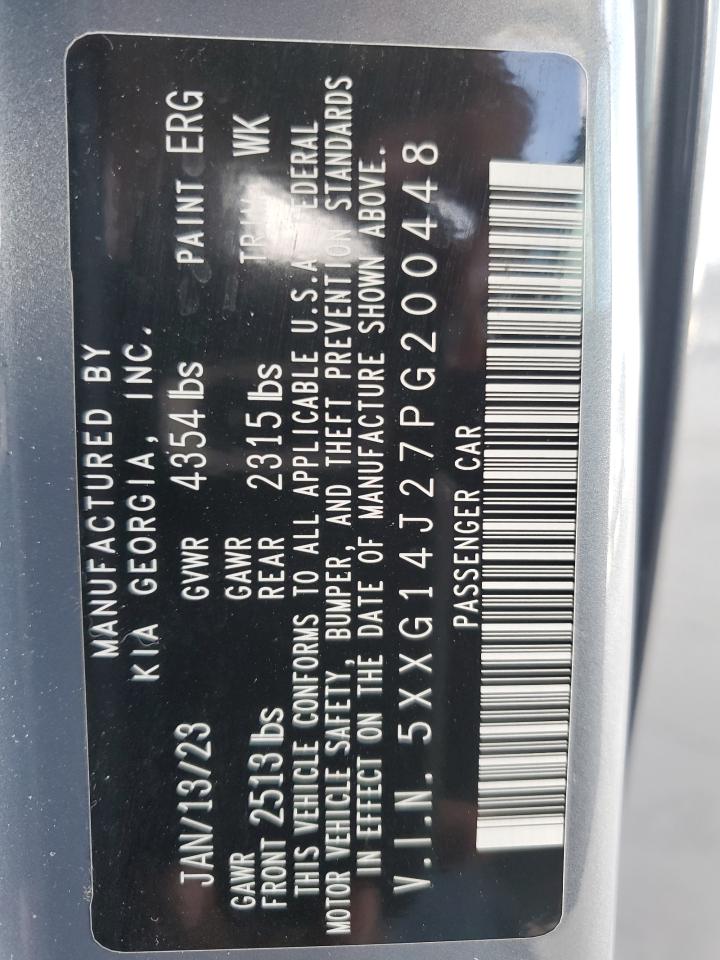 MANUFACTURED BY
KIA GEORGIA, INC.
JAN/13/23 GVWR 4354 lbs PAINT ERG
GAWR GAWR
FRONT 2513 lbs REAR 2315 lbs TRIM WK
THIS VEHICLE CONFORMS TO ALL APPLICABLE U.S.A FEDERAL
MOTOR VEHICLE SAFETY, BUMPER, AND THEFT PREVENTION STANDARDS
IN EFFECT ON THE DATE OF MANUFACTURE SHOWN ABOVE.
V.I.N. 5XXG14J27PG200448
PASSENGER CAR